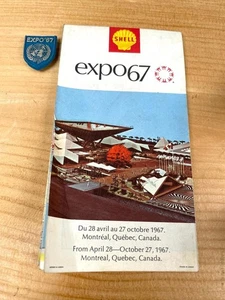 EXPO'67
SHELL
expo67
Du 28 avril au 27 octobre 1967.
Montréal, Québec, Canada.
From April 28—October 27, 1967.
Montreal, Quebec, Canada.